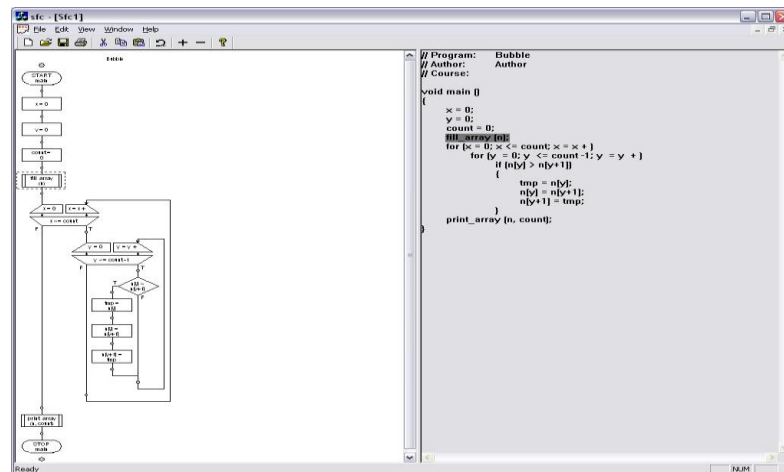 sfc - [Sfc1]
File Edit View Window Help
Bubble
START
main
x = 0
y = 0
count =
0
fill array
(n)
x = 0 x = x +
x <= count
F T
y = 0 y = y +
y <= count-1
F T
T
F
tmp =
n[y]
tmp
print array
(n, count)
STOP
main
// Program: Bubble
// Author: Author
// Course:
void main ()
{
x = 0;
y = 0;
count = 0;
fill_array (n);
for (x = 0; x <= count; x = x + )
for (y = 0; y <= count-1; y = y + )
if (n[y] > n[y+1])
{
tmp = n[y];
n[y] = n[y+1];
n[y+1] = tmp;
}
print_array (n, count);
}
Ready
NUM